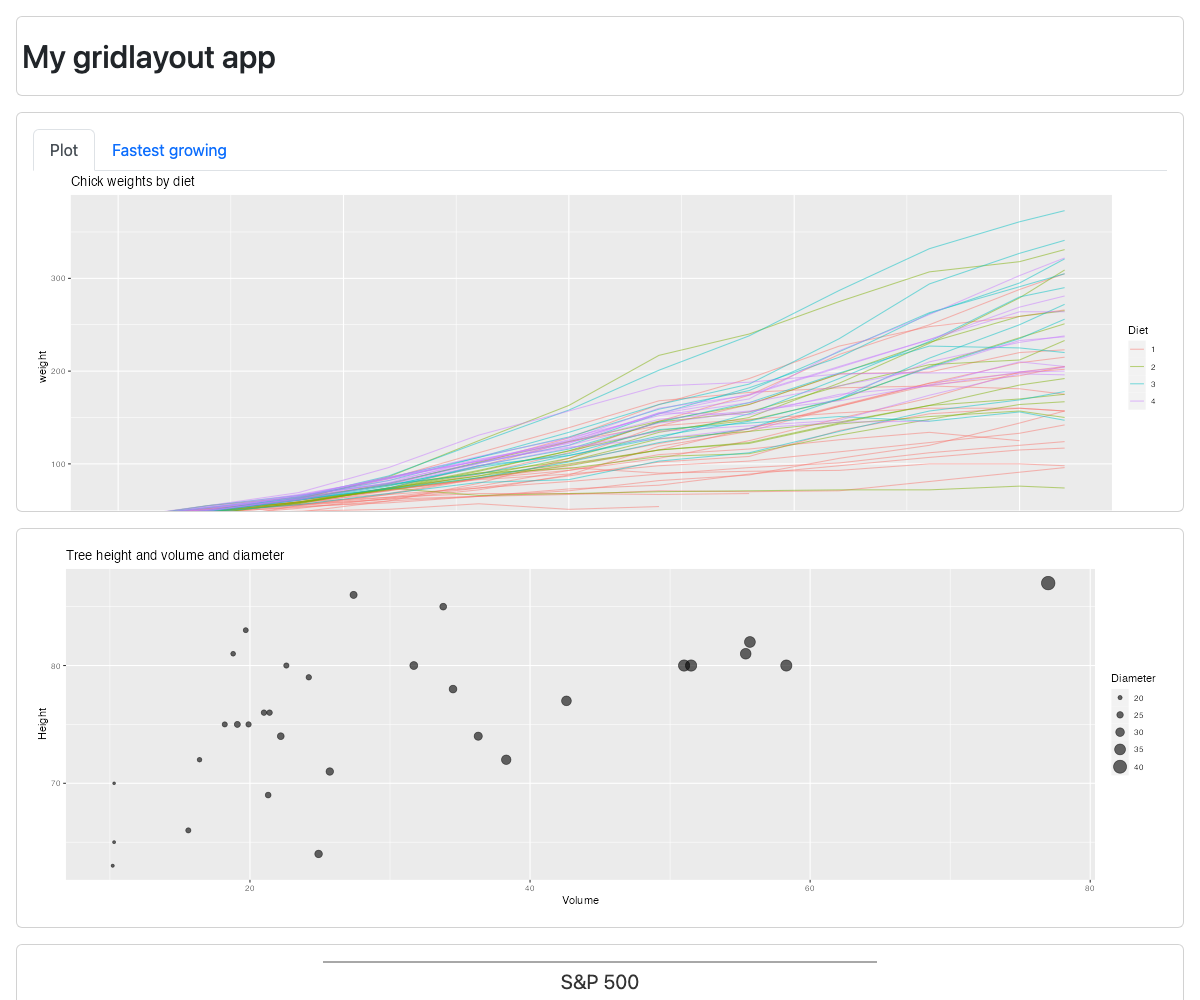 My gridlayout app
Plot
Fastest growing
Chick weights by diet
300
200
100
weight
Diet
1
2
3
4
Tree height and volume and diameter
80
70
Height
20
40
60
80
Volume
Diameter
20
25
30
35
40
S&P 500